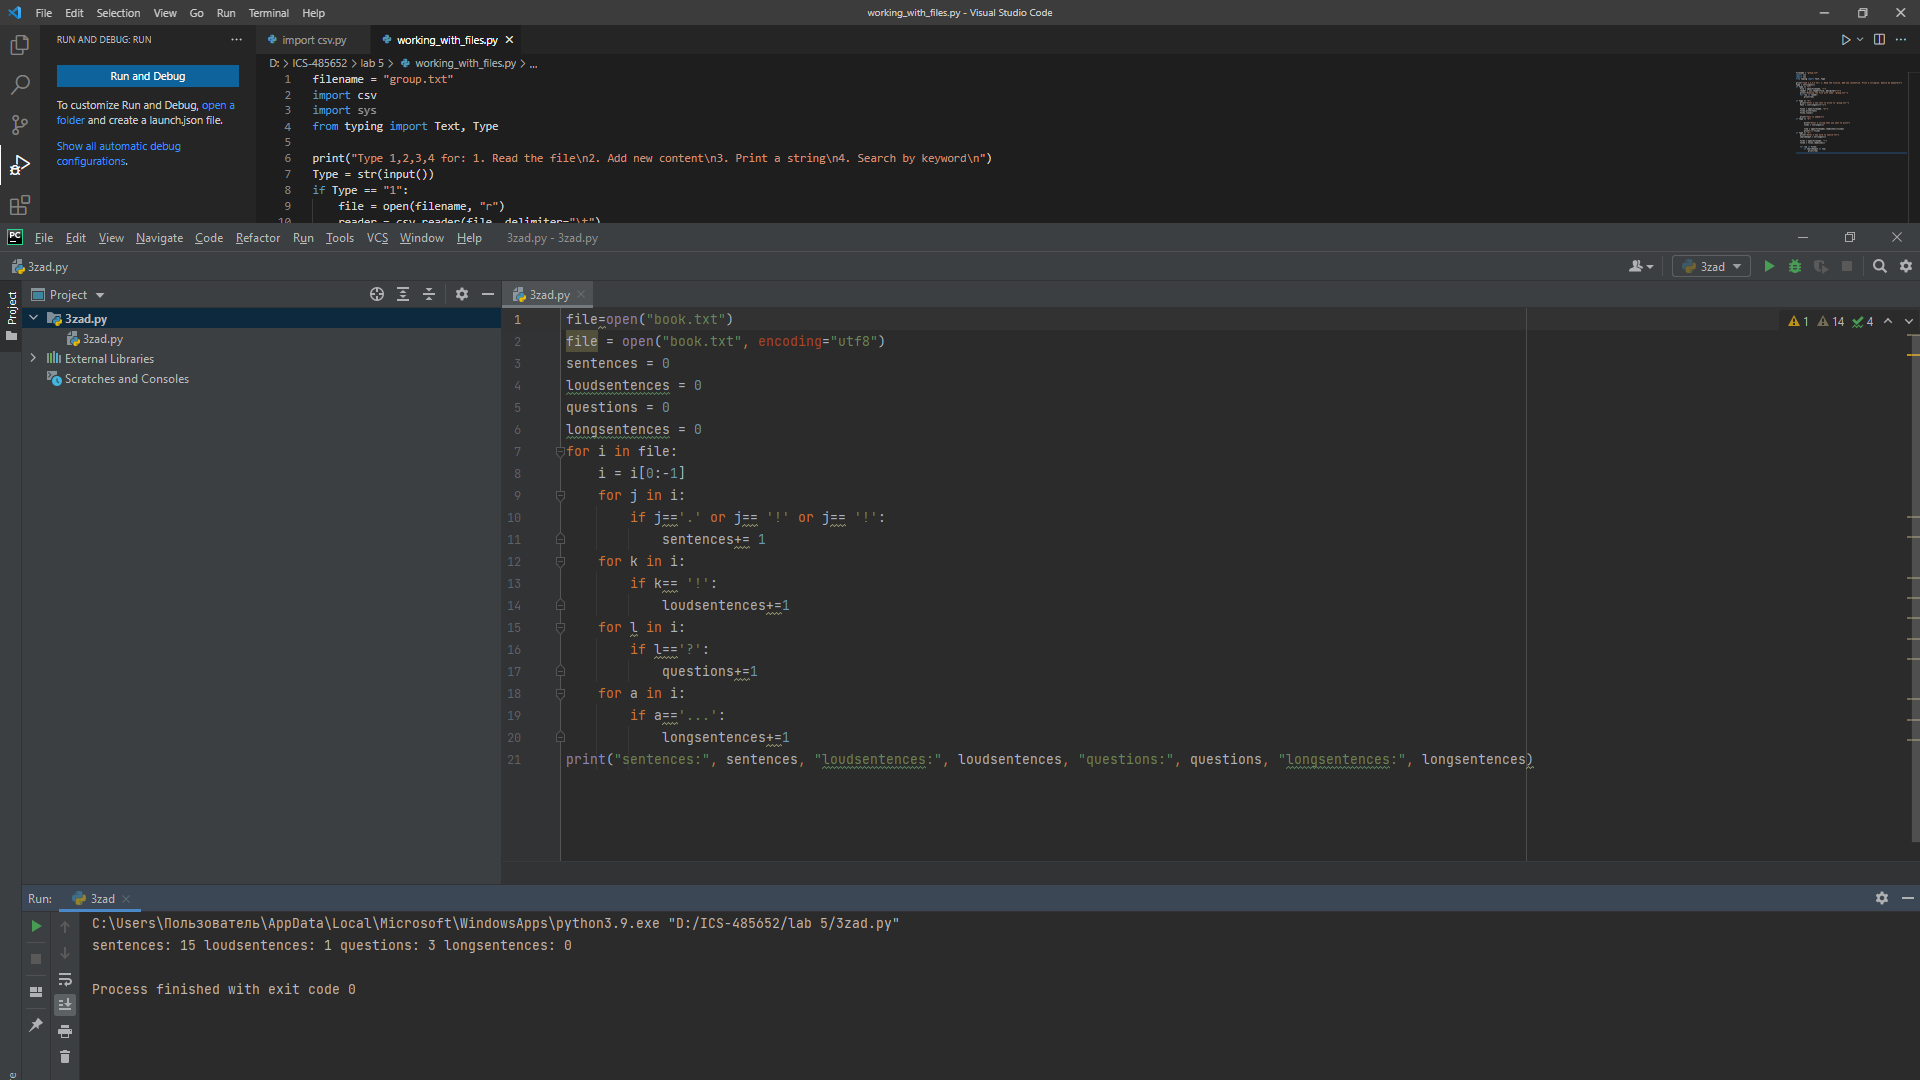 File Edit Selection View Go Run Terminal Help
working_with_files.py - Visual Studio Code
RUN AND DEBUG: RUN
Run and Debug
To customize Run and Debug, open a
folder and create a launch.json file.
Show all automatic debug
configurations.
import csv.py
working_with_files.py
D: > ICS-485652 > lab 5 > working_with_files.py > ...
1 filename = "group.txt"
2 import csv
3 import sys
4 from typing import Text, Type
5
6 print("Type 1,2,3,4 for: 1. Read the file\n2. Add new content\n3. Print a string\n4. Search by keyword\n")
7 Type = str(input())
8 if Type == "1":
9 file = open(filename, "r")
10 reader = csv.reader(file, delimiter="\t")
PC File Edit View Navigate Code Refactor Run Tools VCS Window Help 3zad.py - 3zad.py
3zad.py
3zad
Project
Project
3zad.py
3zad.py
External Libraries
Scratches and Consoles
3zad.py
1 14 4
1 file=open("book.txt")
2 file = open("book.txt", encoding="utf8")
3 sentences = 0
4 loudsentences = 0
5 questions = 0
6 longsentences = 0
7 for i in file:
8 i = i[0:-1]
9 for j in i:
10 if j=='.' or j== '!' or j== '!':
11 sentences+= 1
12 for k in i:
13 if k== '!':
14 loudsentences+=1
15 for l in i:
16 if l=='?':
17 questions+=1
18 for a in i:
19 if a=='...':
20 longsentences+=1
21 print("sentences:", sentences, "loudsentences:", loudsentences, "questions:", questions, "longsentences:", longsentences)
Run: 3zad
C:\Users\Пользователь\AppData\Local\Microsoft\WindowsApps\python3.9.exe "D:/ICS-485652/lab 5/3zad.py"
sentences: 15 loudsentences: 1 questions: 3 longsentences: 0
Process finished with exit code 0